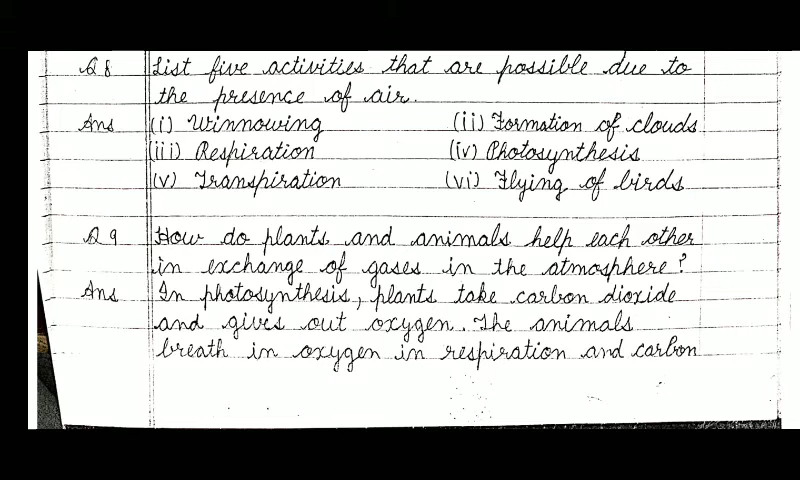 Q8 List five activities that are possible due to
the presence of air.
Ans (i) Winnowing (ii) Formation of clouds
(iii) Respiration (iv) Photosynthesis
(v) Transpiration (vi) Flying of birds
Q9 How do plants and animals help each other
in exchange of gases in the atmosphere?
Ans In photosynthesis, plants take carbon dioxide
and gives out oxygen. The animals
breath in oxygen in respiration and carbon